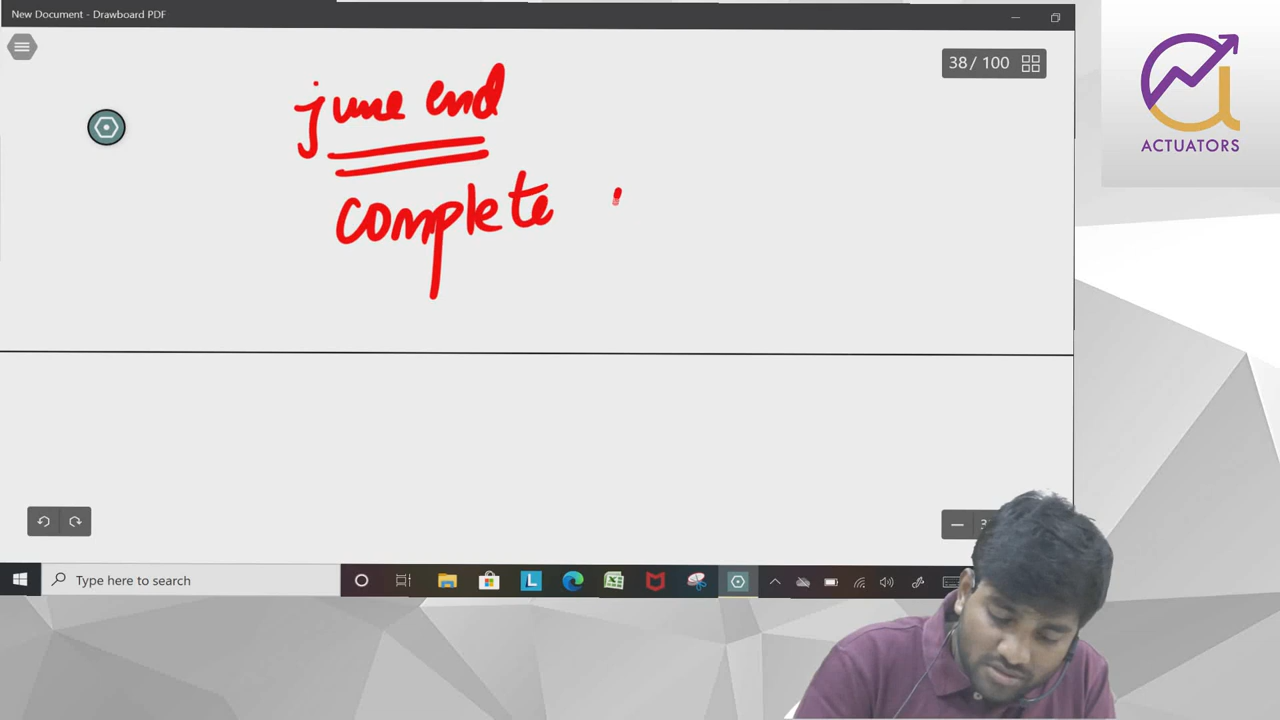 New Document - Drawboard PDF
38 / 100
ACTUATORS
june end
complete
Type here to search